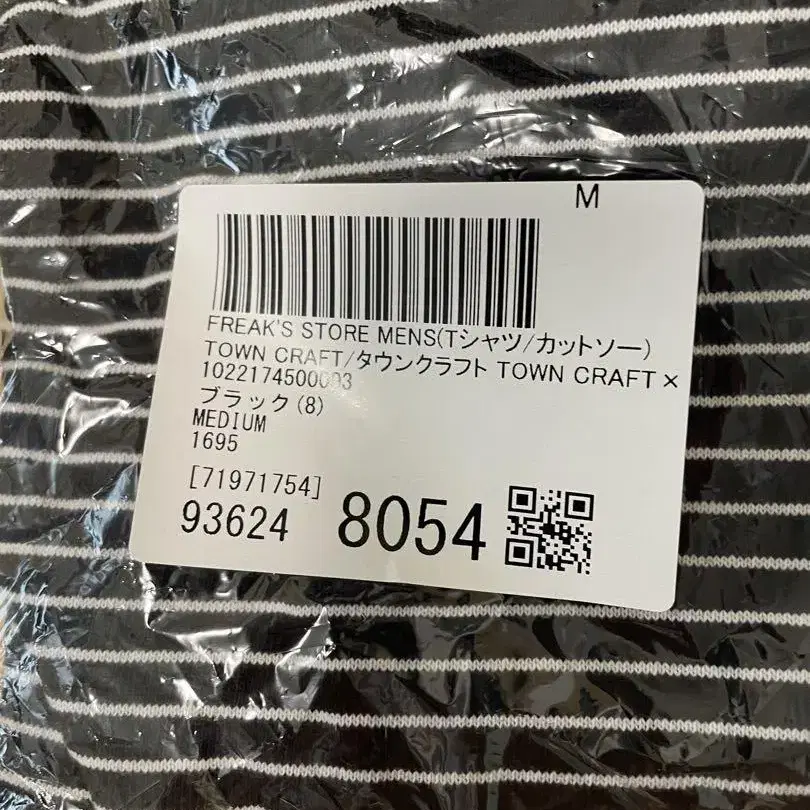 M
FREAK'S STORE MENS(Tシャツ/カットソー)
TOWN CRAFT/タウンクラフト TOWN CRAFT×
ブラック(8)
MEDIUM
1695
[71971754]
93624 8054